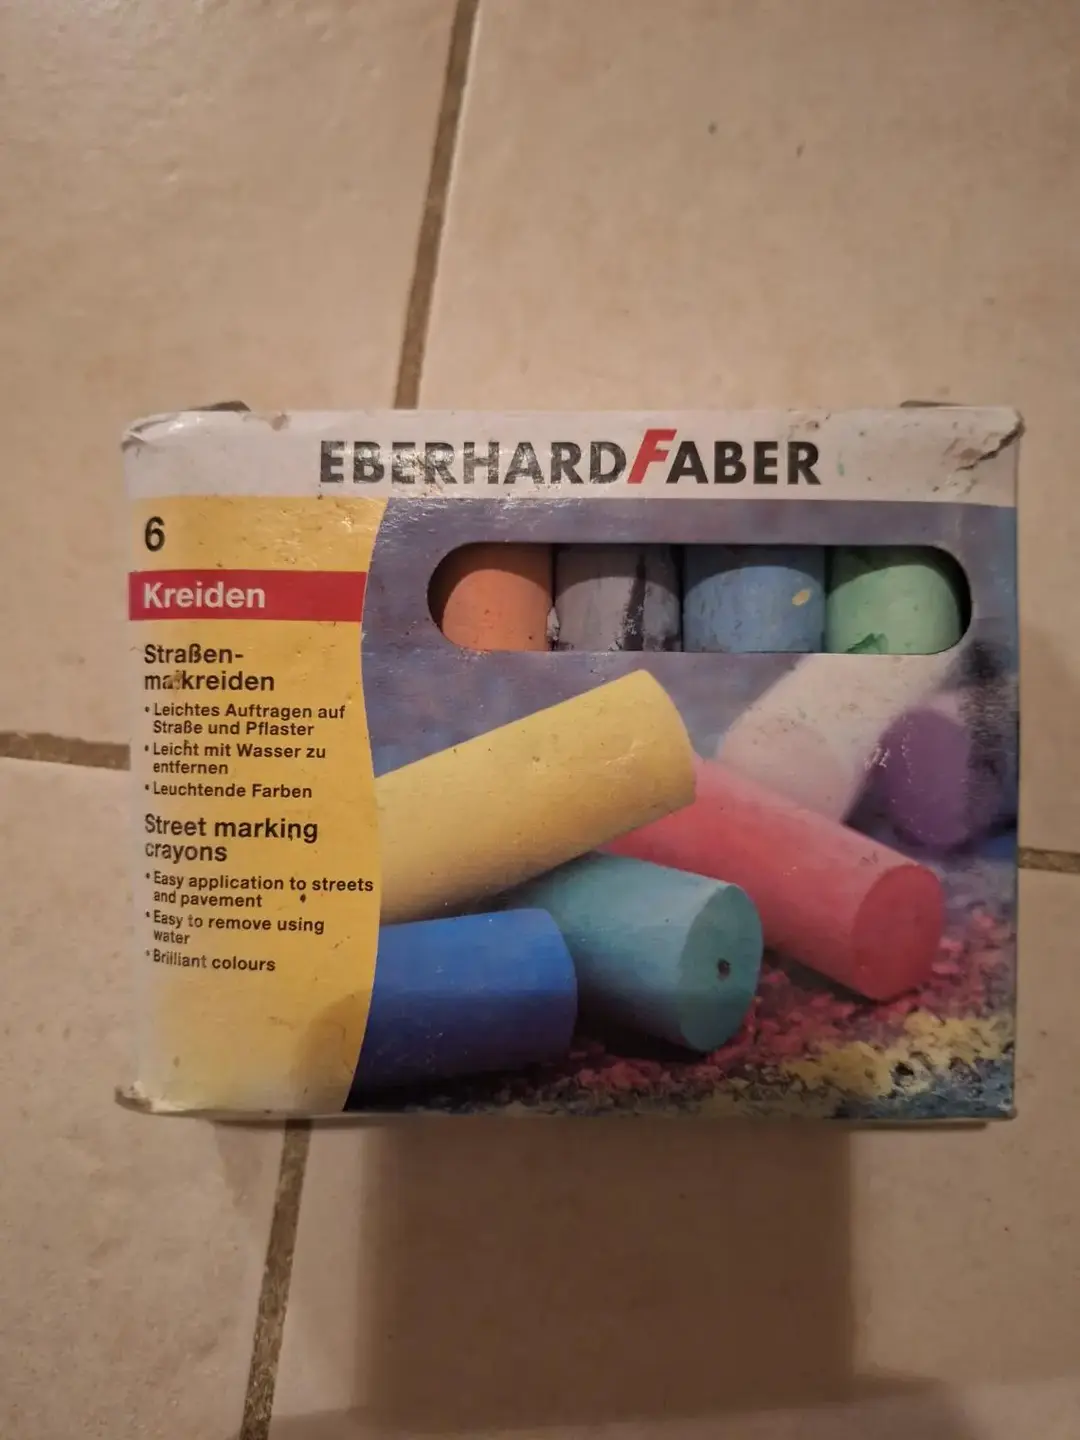 EBERHARDFABER
6
Kreiden
Straßen-
malkreiden
• Leichtes Auftragen auf
Straße und Pflaster
• Leicht mit Wasser zu
entfernen
• Leuchtende Farben
Street marking
crayons
• Easy application to streets
and pavement
• Easy to remove using
water
• Brilliant colours